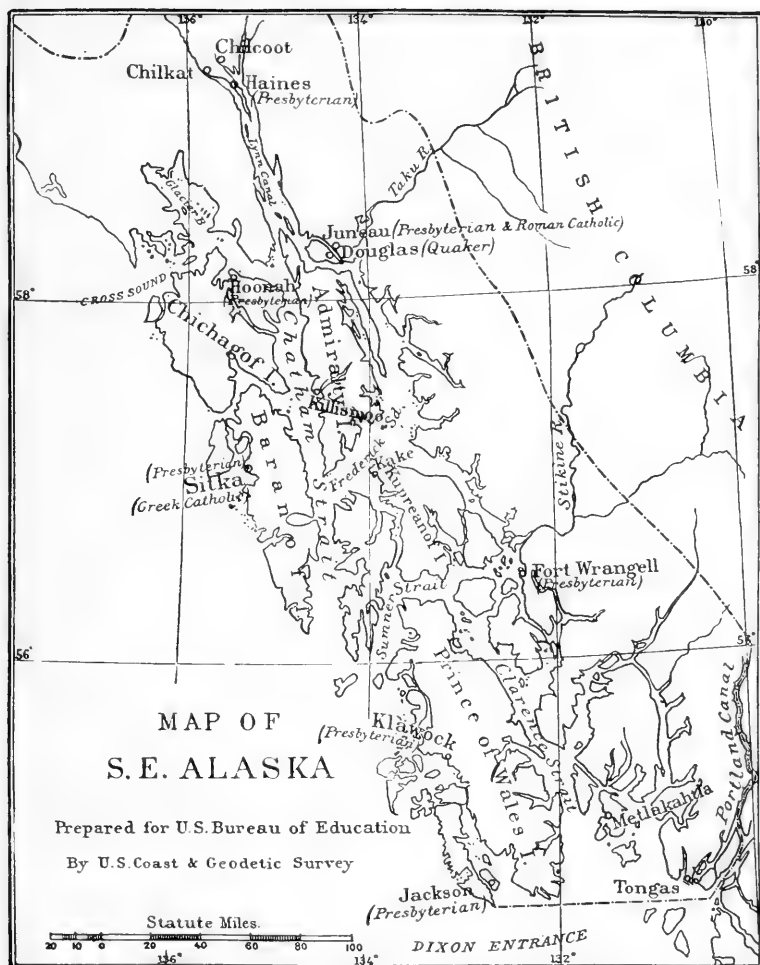 136° 134° 132° 130°
Chilcoot
Chilkat
Haines
(Presbyterian)
BRITISH COLUMBIA
Lynn Canal
Taku R.
Glacier B
Juneau (Presbyterian & Roman Catholic)
Douglas (Quaker)
CROSS SOUND
Hoonah
(Presbyterian)
58°
58°
Chichagof I.
Admiralty I.
Chatham Strait
Killisnoo
Frederick Sd.
Kake
Kupreanof I
Baranof I
(Presbyterian)
Sitka
(Greek Catholic)
Stikine R.
Fort Wrangell
(Presbyterian)
Sumner Strait
56°
56°
Prince of Wales I.
Clarence Strait
Portland Canal
Klawock
(Presbyterian)
MAP OF
S.E. ALASKA
Prepared for U.S. Bureau of Education
By U.S. Coast & Geodetic Survey
Metlakahtla
Tongas
Jackson
(Presbyterian)
DIXON ENTRANCE
Statute Miles.
20 10 0 20 40 60 80 100
136° 134° 132°